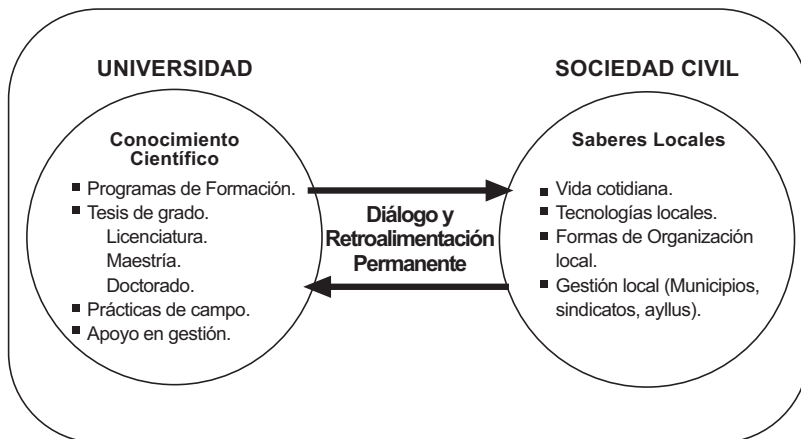 UNIVERSIDAD
Conocimiento
Científico
Programas de Formación.
Tesis de grado.
Licenciatura.
Maestría.
Doctorado.
Prácticas de campo.
Apoyo en gestión.
Diálogo y
Retroalimentación
Permanente
SOCIEDAD CIVIL
Saberes Locales
Vida cotidiana.
Tecnologías locales.
Formas de Organización
local.
Gestión local (Municipios,
sindicatos, ayllus).